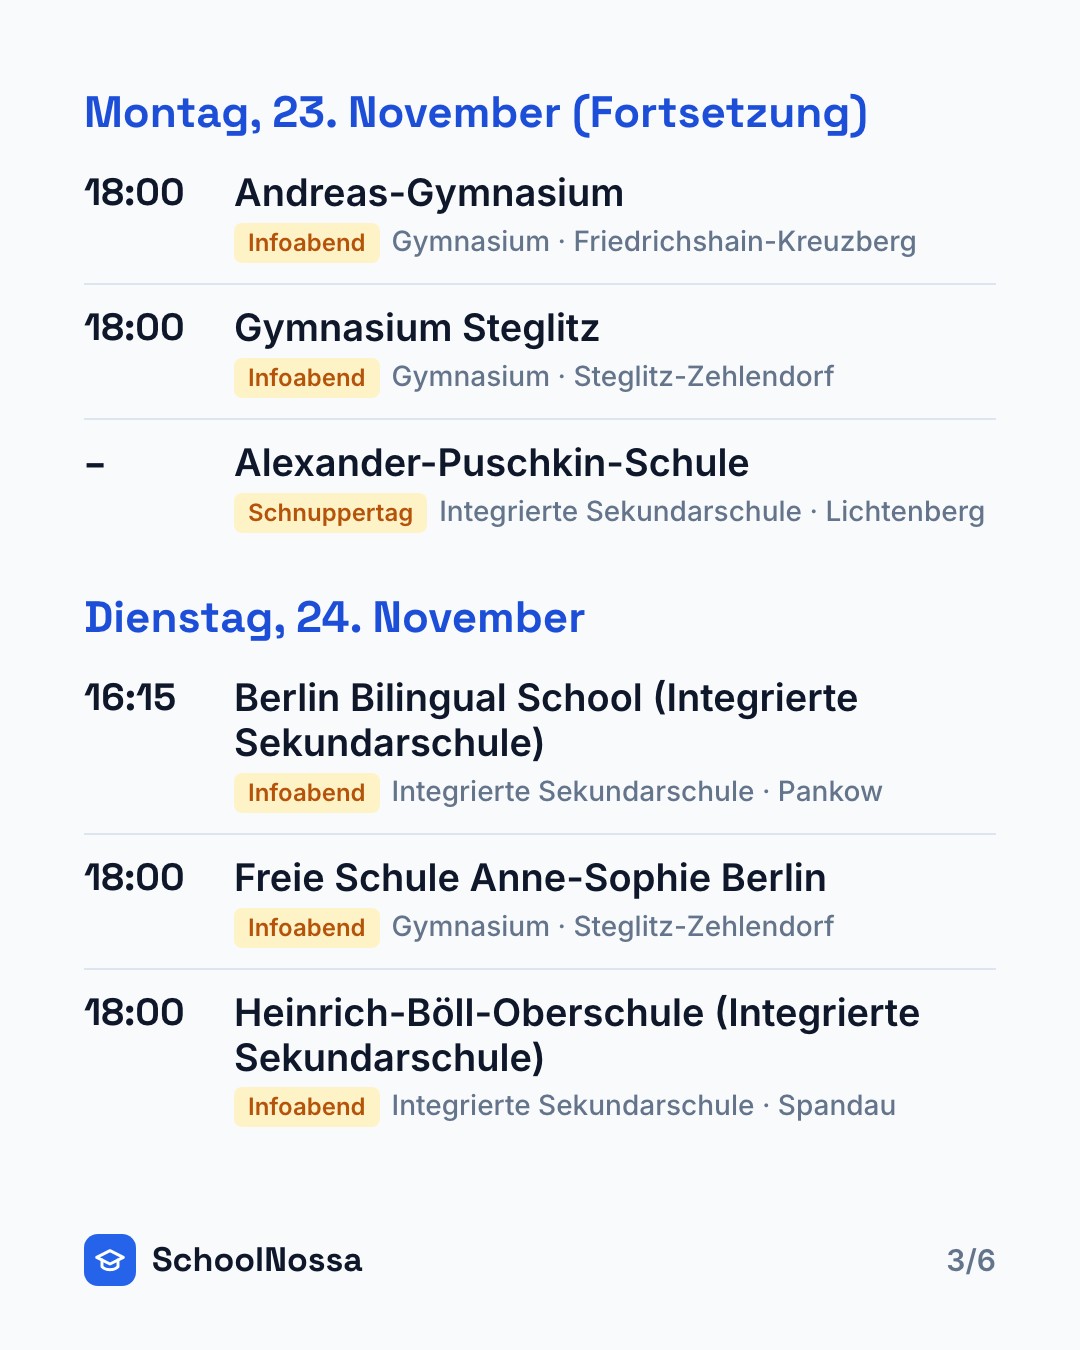 Montag, 23. November (Fortsetzung)
18:00 Andreas-Gymnasium
Infoabend Gymnasium · Friedrichshain-Kreuzberg
18:00 Gymnasium Steglitz
Infoabend Gymnasium · Steglitz-Zehlendorf
– Alexander-Puschkin-Schule
Schnuppertag Integrierte Sekundarschule · Lichtenberg
Dienstag, 24. November
16:15 Berlin Bilingual School (Integrierte
Sekundarschule)
Infoabend Integrierte Sekundarschule · Pankow
18:00 Freie Schule Anne-Sophie Berlin
Infoabend Gymnasium · Steglitz-Zehlendorf
18:00 Heinrich-Böll-Oberschule (Integrierte
Sekundarschule)
Infoabend Integrierte Sekundarschule · Spandau
SchoolNossa 3/6